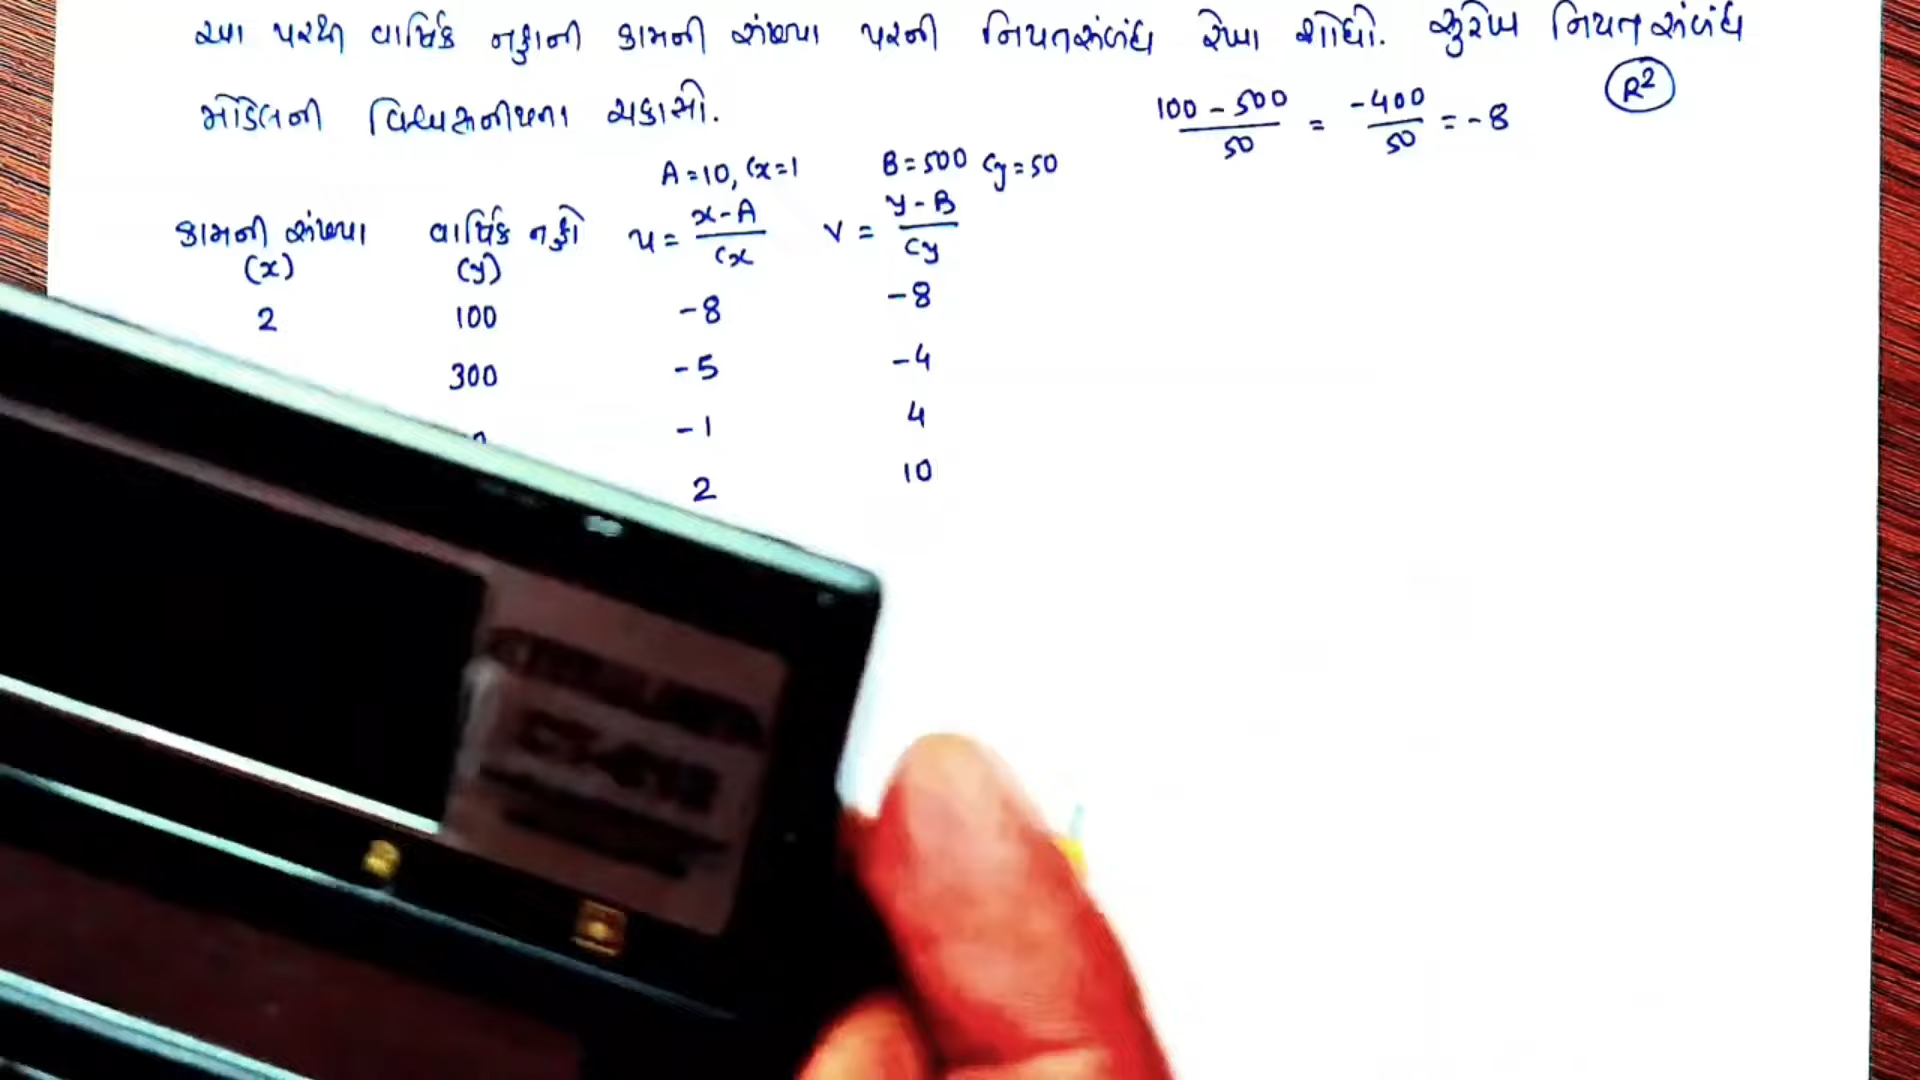 આ પરથી વાર્ષિક નફાની કામની સંખ્યા પરની નિયતસંબંધ રેખા શોધો. સુરેખ નિયતસંબંધ
મોડેલની વિશ્વસનીયતા ચકાસો.
R²
100 - 500 / 50 = -400 / 50 = -8
A = 10, Cx = 1 B = 500 Cy = 50
કામની સંખ્યા (x) વાર્ષિક નફો (y) u = x - A / Cx v = y - B / Cy
2 100 -8 -8
300 -5 -4
-1 4
2 10